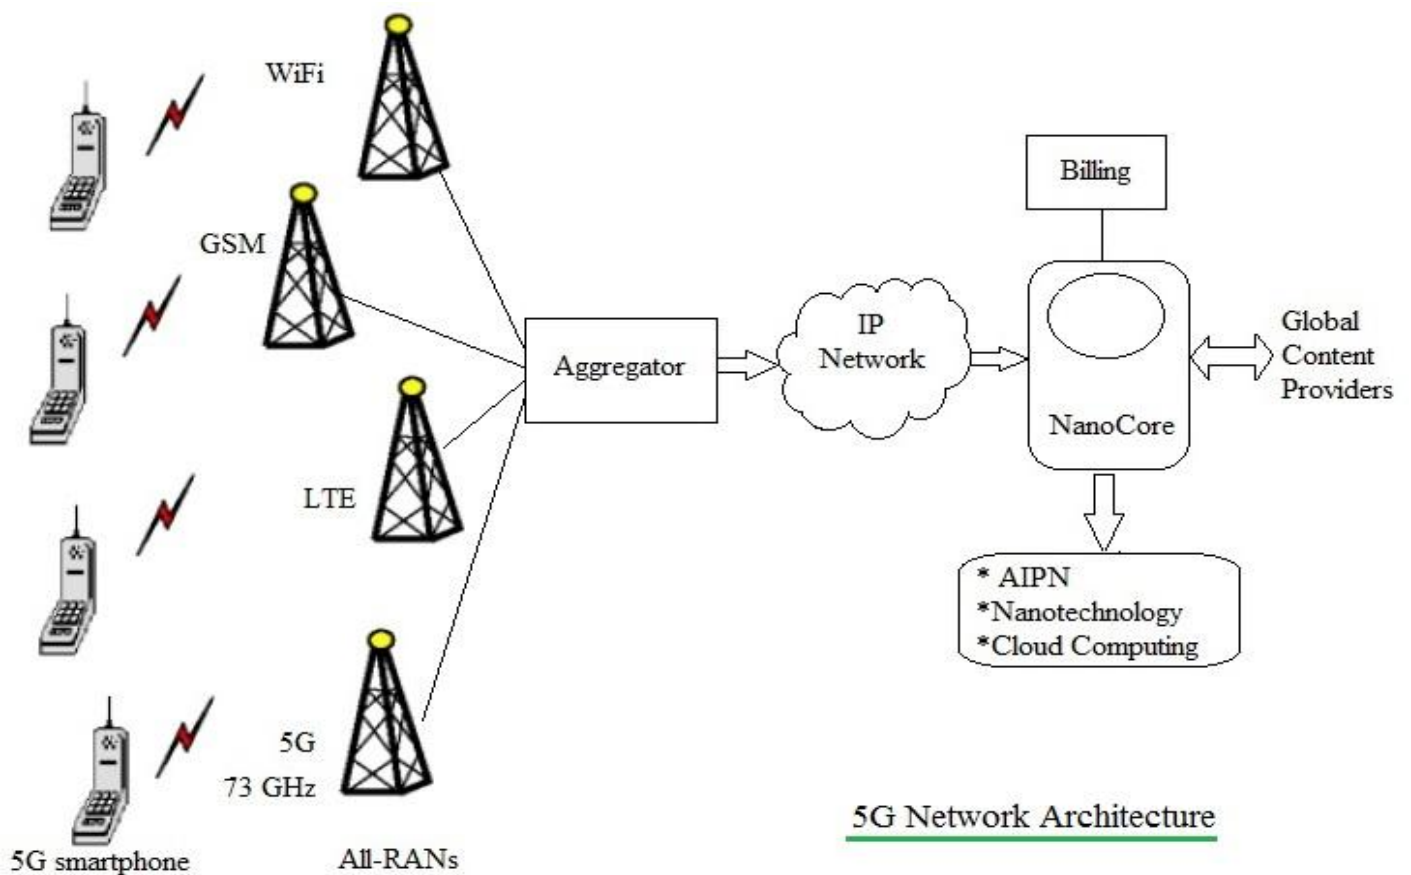 WiFi
GSM
LTE
5G
73 GHz
5G smartphone
All-RANs
Aggregator
IP
Network
Billing
NanoCore
Global
Content
Providers
* AIPN
*Nanotechnology
*Cloud Computing
5G Network Architecture